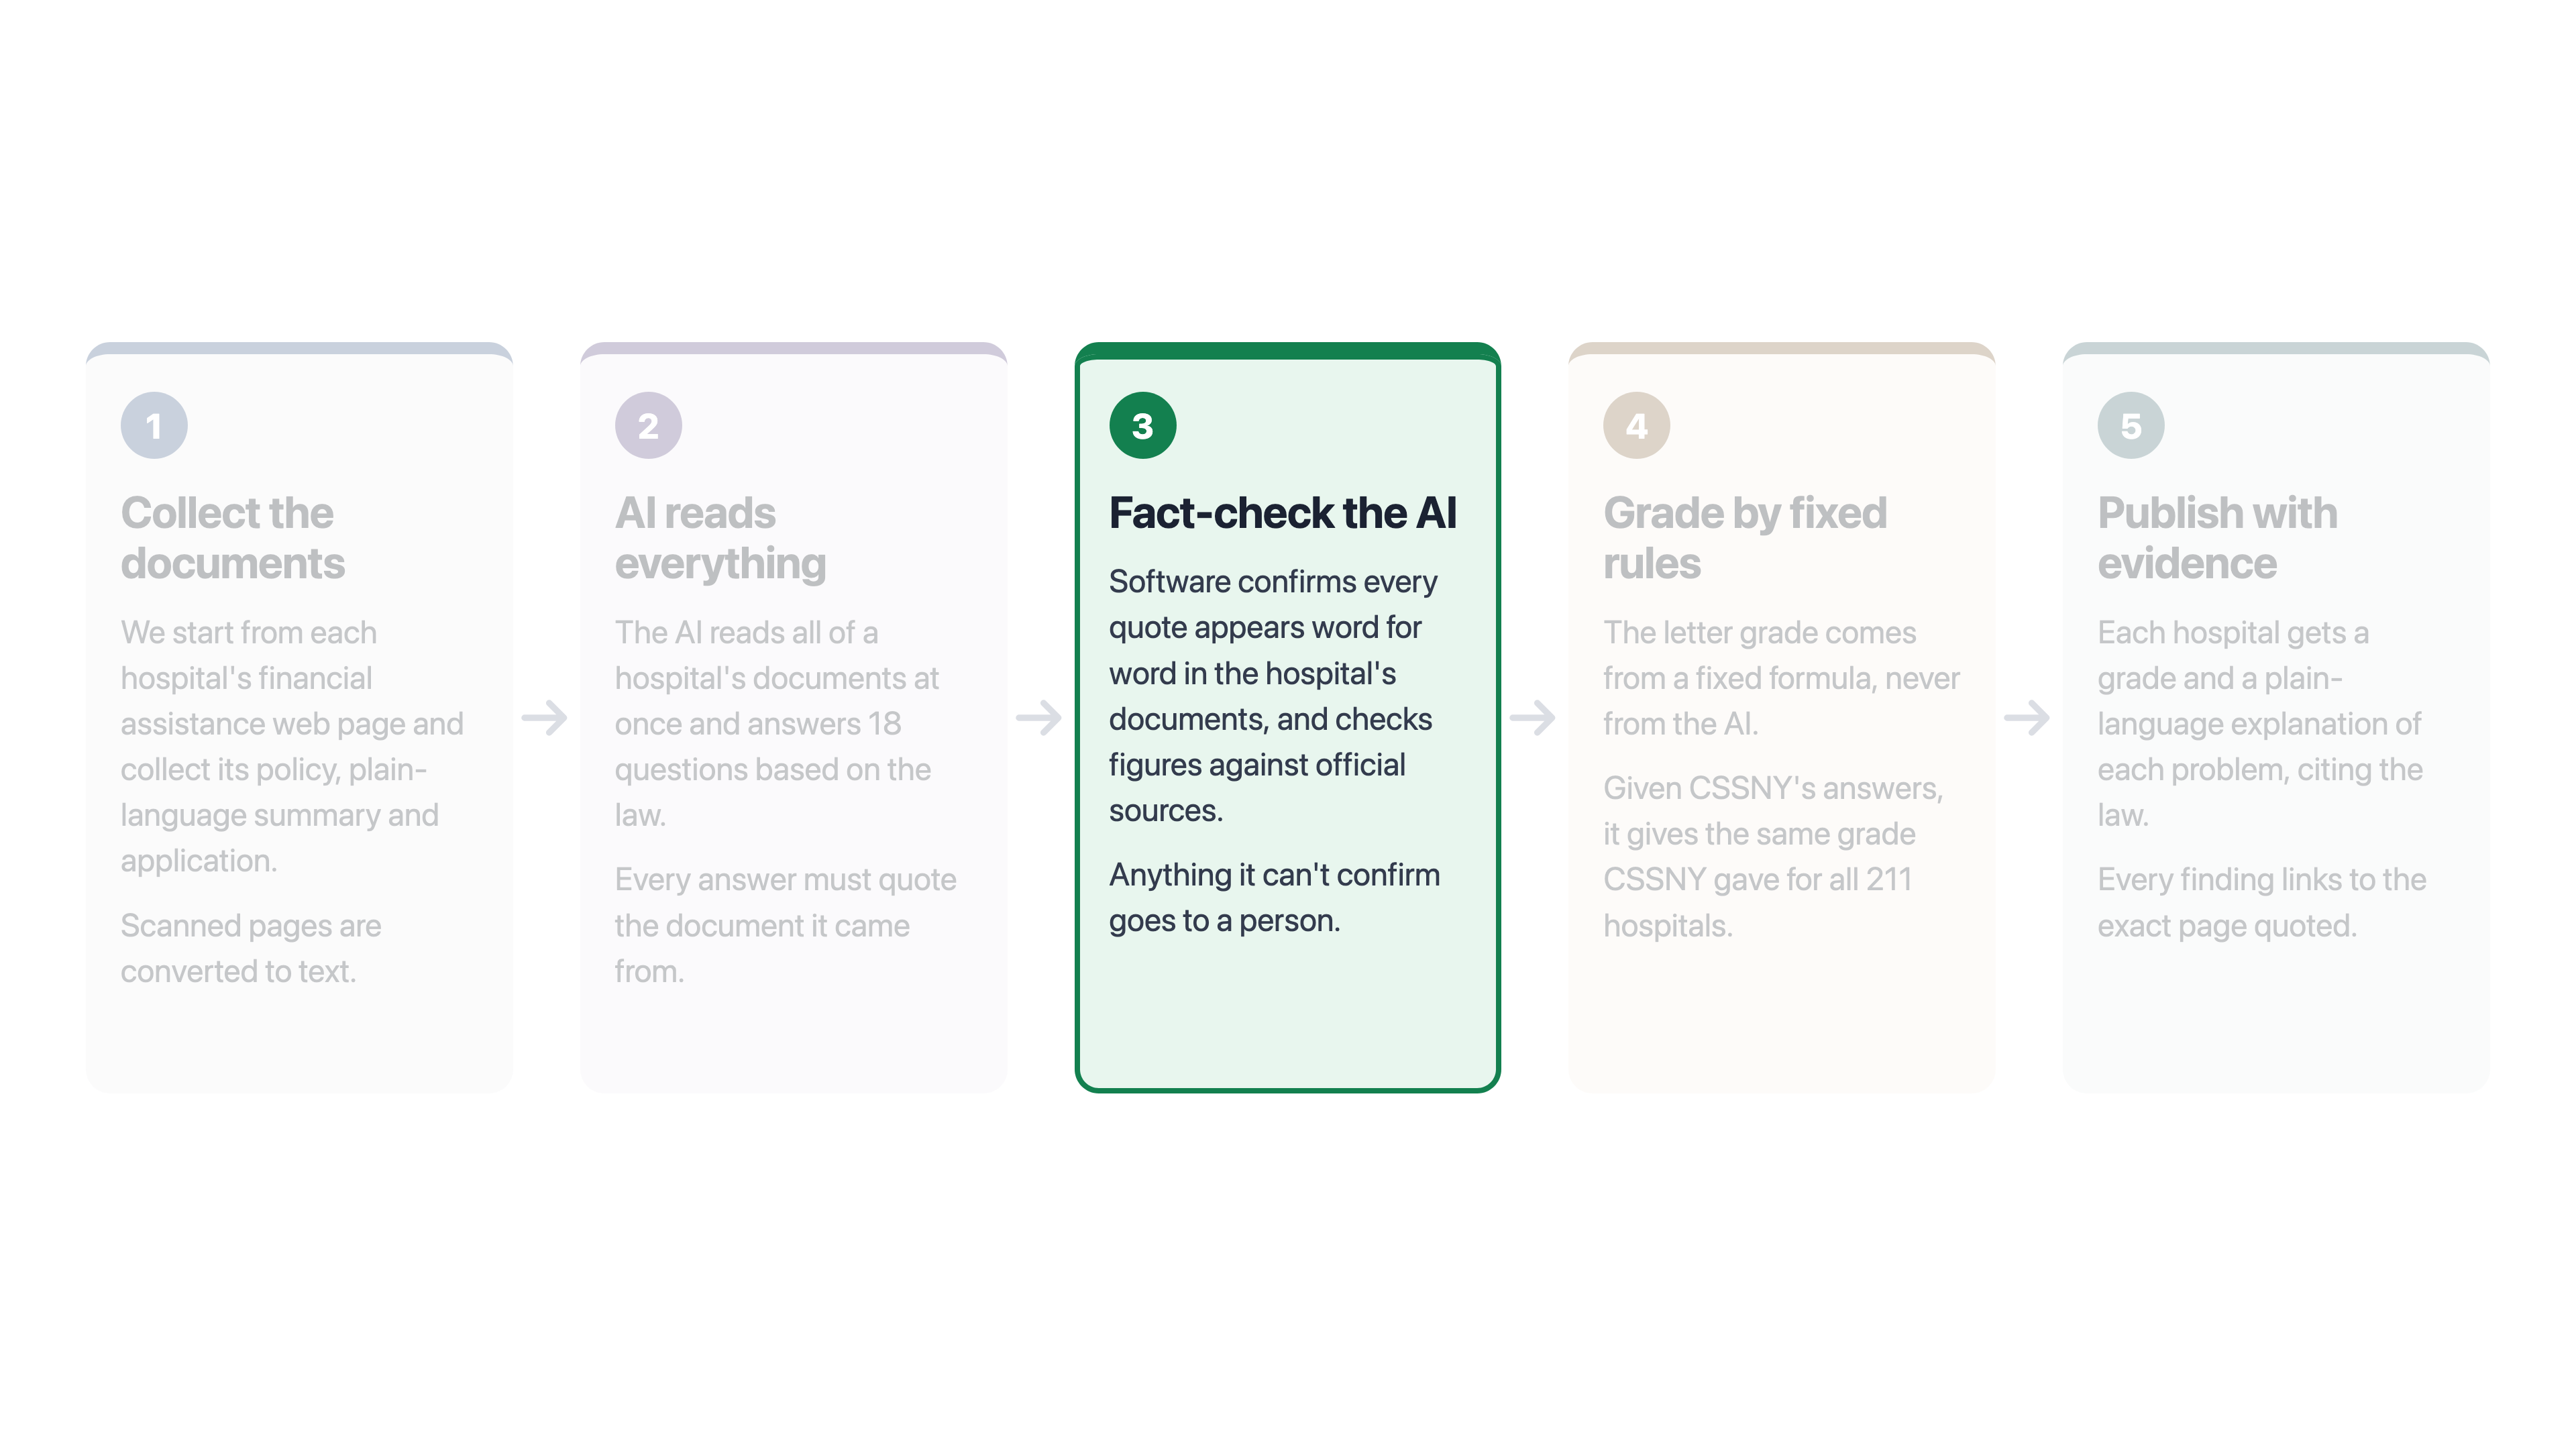 1
Collect the
documents
We start from each
hospital's financial
assistance web page and
collect its policy, plain-
language summary and
application.
Scanned pages are
converted to text.
2
AI reads
everything
The AI reads all of a
hospital's documents at
once and answers 18
questions based on the
law.
Every answer must quote
the document it came
from.
3
Fact-check the AI
Software confirms every
quote appears word for
word in the hospital's
documents, and checks
figures against official
sources.
Anything it can't confirm
goes to a person.
4
Grade by fixed
rules
The letter grade comes
from a fixed formula, never
from the AI.
Given CSSNY's answers,
it gives the same grade
CSSNY gave for all 211
hospitals.
5
Publish with
evidence
Each hospital gets a
grade and a plain-
language explanation of
each problem, citing the
law.
Every finding links to the
exact page quoted.